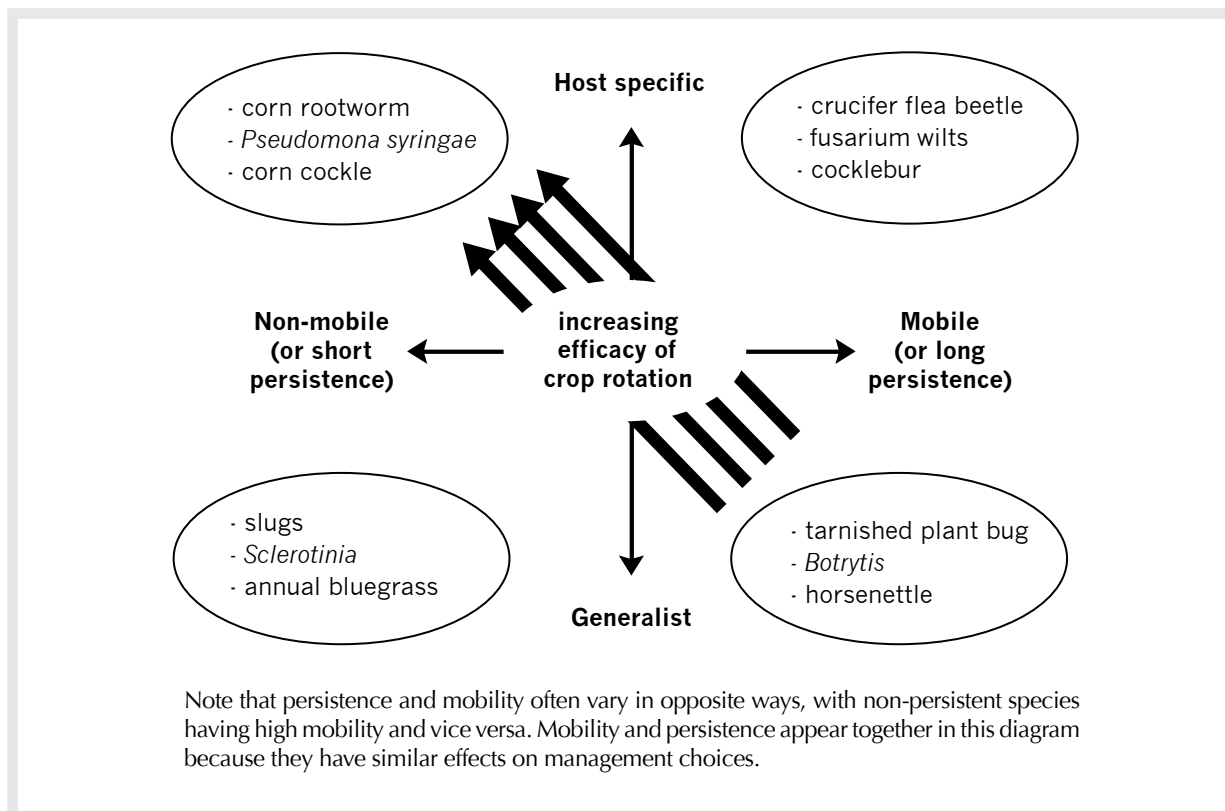 Host specific
- corn rootworm
- Pseudomona syringae
- corn cockle
- crucifer flea beetle
- fusarium wilts
- cocklebur
Non-mobile
(or short
persistence)
increasing
efficacy of
crop rotation
Mobile
(or long
persistence)
- slugs
- Sclerotinia
- annual bluegrass
- tarnished plant bug
- Botrytis
- horsenettle
Generalist
Note that persistence and mobility often vary in opposite ways, with non-persistent species
having high mobility and vice versa. Mobility and persistence appear together in this diagram
because they have similar effects on management choices.